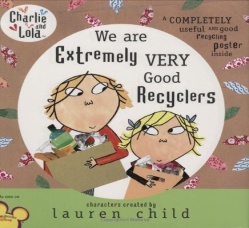 Charlie
and
Lola
A COMPLETELY
useful and good
recycling
poster
inside
We are
Extremely VERY
Good
Recyclers
characters created by
lauren child